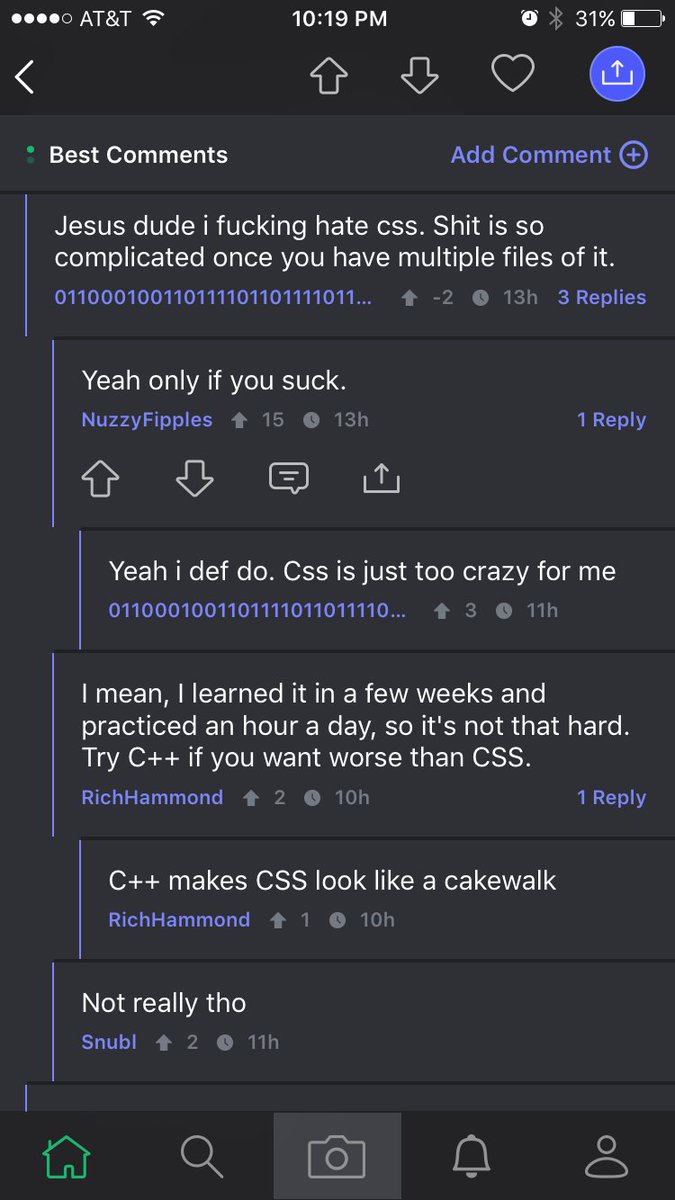 AT&T 10:19 PM 31%
Best Comments Add Comment
Jesus dude i fucking hate css. Shit is so
complicated once you have multiple files of it.
011000100110111101101111011... -2 13h 3 Replies
Yeah only if you suck.
NuzzyFipples 15 13h 1 Reply
Yeah i def do. Css is just too crazy for me
0110001001101111011011110... 3 11h
I mean, I learned it in a few weeks and
practiced an hour a day, so it's not that hard.
Try C++ if you want worse than CSS.
RichHammond 2 10h 1 Reply
C++ makes CSS look like a cakewalk
RichHammond 1 10h
Not really tho
Snubl 2 11h